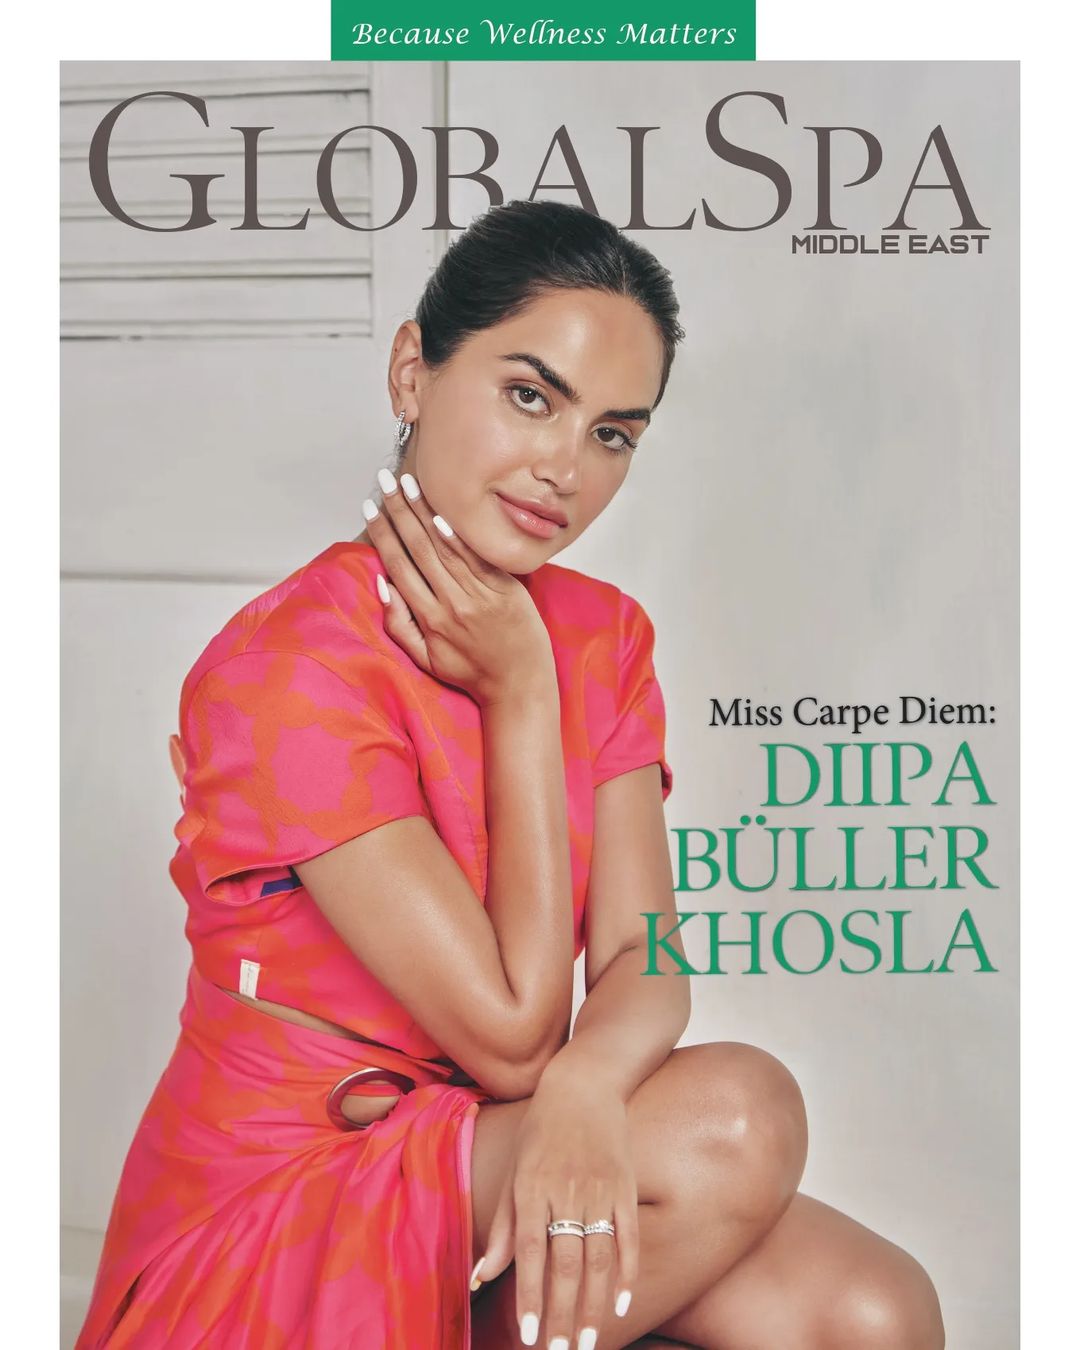 Because Wellness Matters
GLOBALSPA
MIDDLE EAST
Miss Carpe Diem:
DIIPA
BÜLLER
KHOSLA